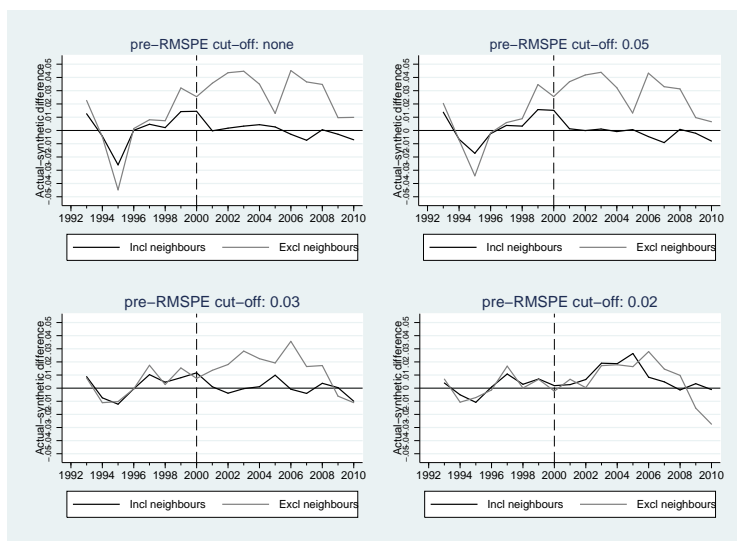 pre−RMSPE cut−off: none
Actual−synthetic difference
−.05−.04−.03−.02−.01 0 .01 .02 .03 .04 .05
1992 1994 1996 1998 2000 2002 2004 2006 2008 2010
Incl neighbours Excl neighbours
pre−RMSPE cut−off: 0.05
Actual−synthetic difference
−.05−.04−.03−.02−.01 0 .01 .02 .03 .04 .05
1992 1994 1996 1998 2000 2002 2004 2006 2008 2010
Incl neighbours Excl neighbours
pre−RMSPE cut−off: 0.03
Actual−synthetic difference
−.05−.04−.03−.02−.01 0 .01 .02 .03 .04 .05
1992 1994 1996 1998 2000 2002 2004 2006 2008 2010
Incl neighbours Excl neighbours
pre−RMSPE cut−off: 0.02
Actual−synthetic difference
−.05−.04−.03−.02−.01 0 .01 .02 .03 .04 .05
1992 1994 1996 1998 2000 2002 2004 2006 2008 2010
Incl neighbours Excl neighbours